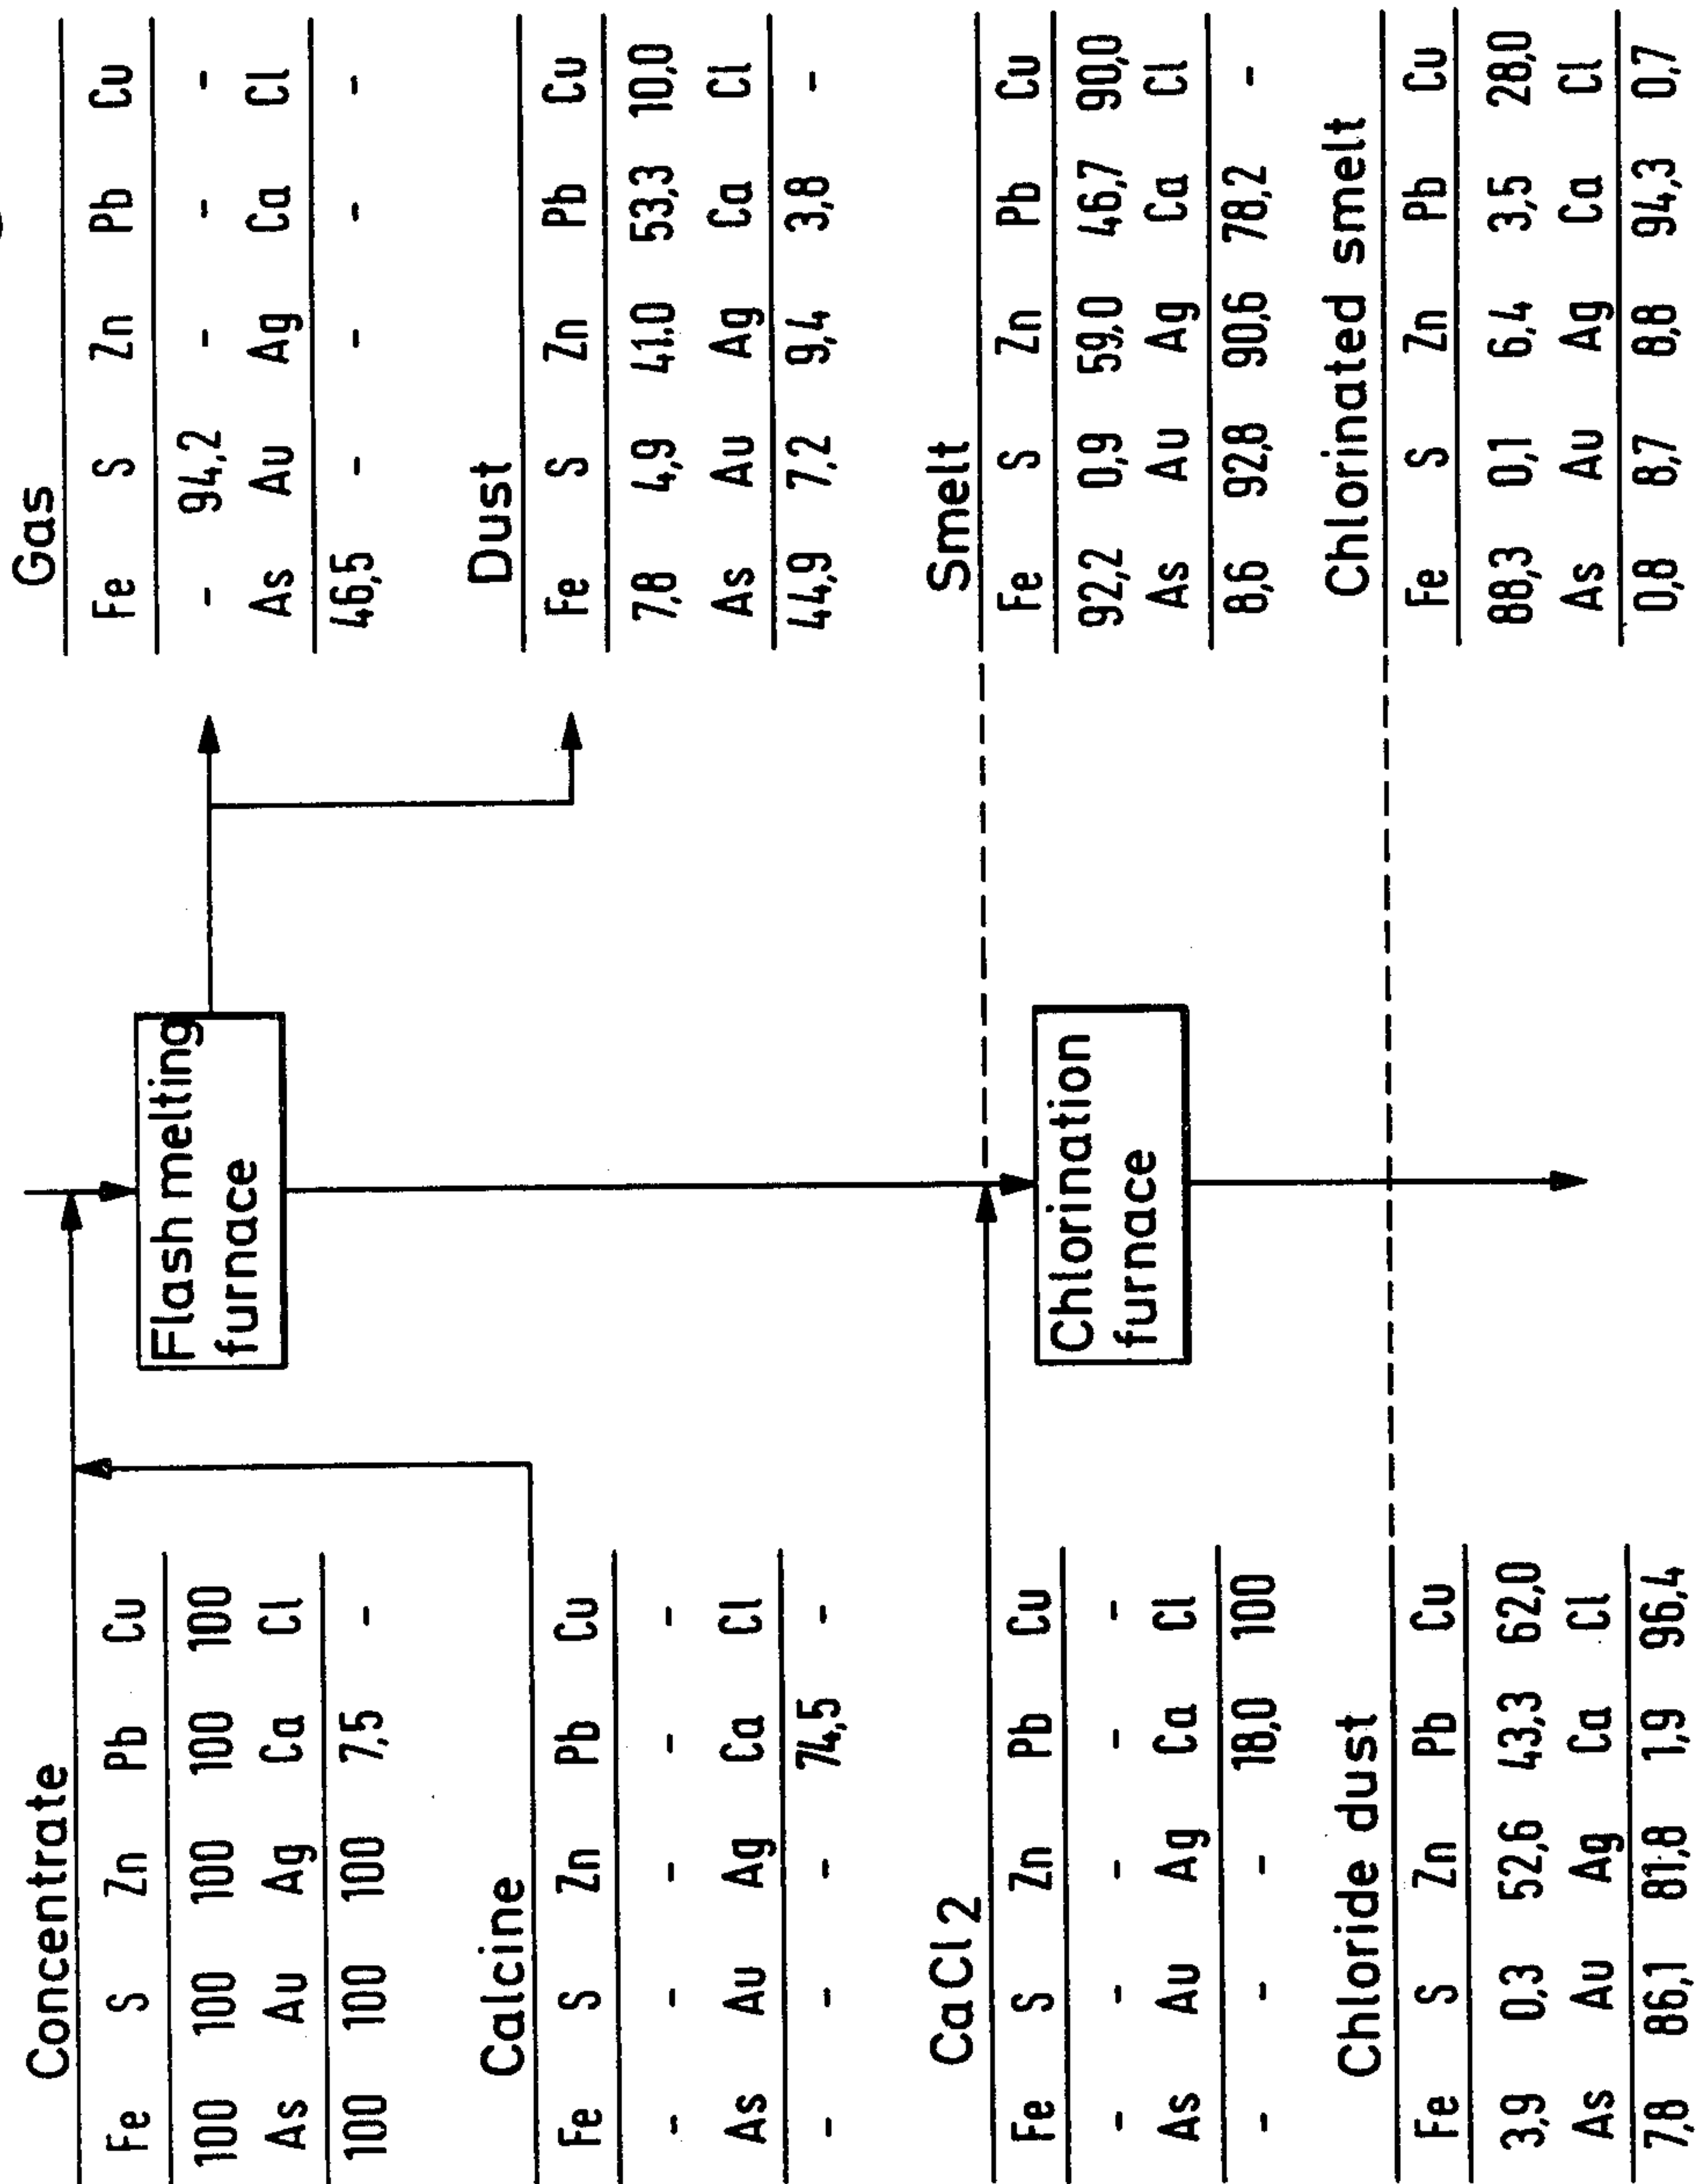 Concentrate
Fe S Zn Pb Cu
100 100 100 100 100
As Au Ag Ca Cl
100 100 100 7,5 -
Calcine
Fe S Zn Pb Cu
- - - - -
As Au Ag Ca Cl
- - - 74,5 -
CaCl2
Fe S Zn Pb Cu
- - - - -
As Au Ag Ca Cl
- - - 18,0 100
Chloride dust
Fe S Zn Pb Cu
3,9 0,3 52,6 43,3 62,0
As Au Ag Ca Cl
7,8 86,1 81,8 1,9 96,4
Flash melting
furnace
Chlorination
furnace
Gas
Fe S Zn Pb Cu
- 94,2 - - -
As Au Ag Ca Cl
46,5 - - - -
Dust
Fe S Zn Pb Cu
7,8 4,9 41,0 53,3 10,0
As Au Ag Ca Cl
44,9 7,2 9,4 3,8 -
Smelt
Fe S Zn Pb Cu
92,2 0,9 59,0 46,7 90,0
As Au Ag Ca Cl
8,6 92,8 90,6 78,2 -
Chlorinated smelt
Fe S Zn Pb Cu
88,3 0,1 6,4 3,5 28,0
As Au Ag Ca Cl
0,8 8,7 8,8 94,3 0,7